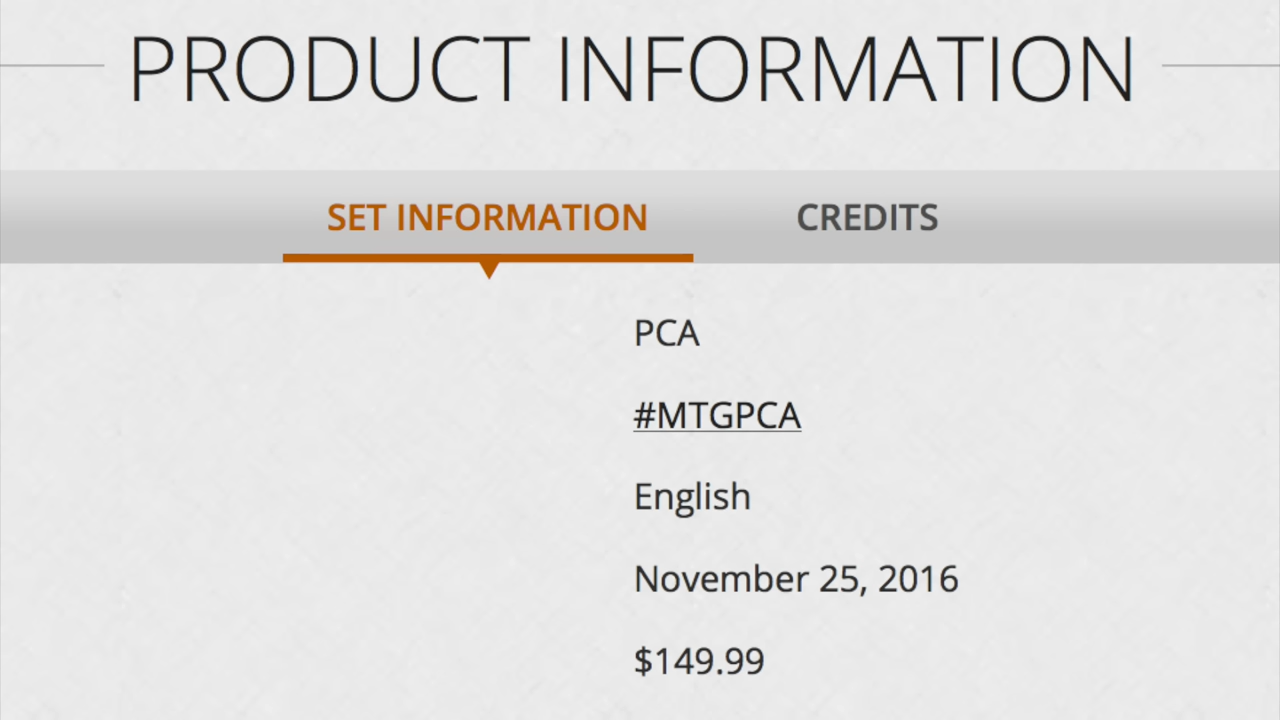 PRODUCT INFORMATION
SET INFORMATION
CREDITS
PCA
#MTGPCA
English
November 25, 2016
$149.99